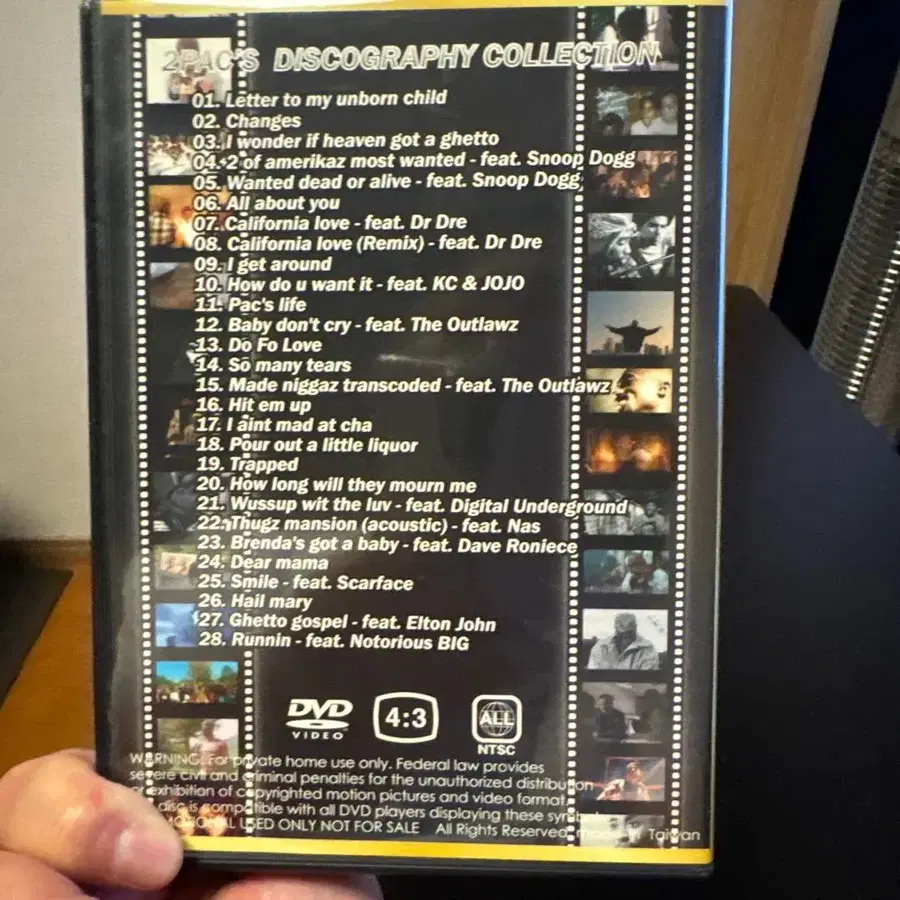 2PAC'S DISCOGRAPHY COLLECTION
01. Letter to my unborn child
02. Changes
03. I wonder if heaven got a ghetto
04. 2 of amerikaz most wanted - feat. Snoop Dogg
05. Wanted dead or alive - feat. Snoop Dogg
06. All about you
07. California love - feat. Dr Dre
08. California love (Remix) - feat. Dr Dre
09. I get around
10. How do u want it - feat. KC & JOJO
11. Pac's life
12. Baby don't cry - feat. The Outlawz
13. Do Fo Love
14. So many tears
15. Made niggaz transcoded - feat. The Outlawz
16. Hit em up
17. I aint mad at cha
18. Pour out a little liquor
19. Trapped
20. How long will they mourn me
21. Wussup wit the luv - feat. Digital Underground
22. Thugz mansion (acoustic) - feat. Nas
23. Brenda's got a baby - feat. Dave Roniece
24. Dear mama
25. Smile - feat. Scarface
26. Hail mary
27. Ghetto gospel - feat. Elton John
28. Runnin - feat. Notorious BIG
DVD VIDEO
4:3
ALL
NTSC
WARNING: For private home use only. Federal law provides
severe civil and criminal penalties for the unauthorized distribution
or exhibition of copyrighted motion pictures and video format.
disc is compatible with all DVD players displaying these symbols
USED ONLY NOT FOR SALE All Rights Reserved made in Taiwan